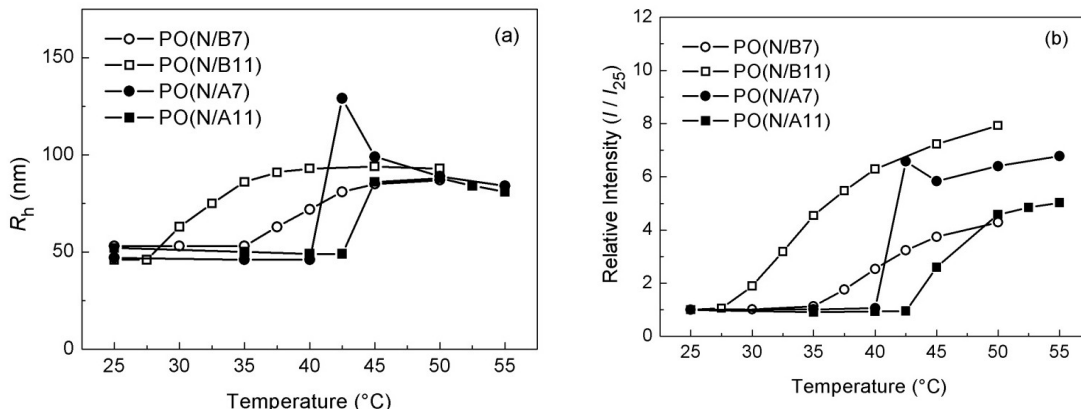 (a)
PO(N/B7)
PO(N/B11)
PO(N/A7)
PO(N/A11)
150
100
50
0
Rh (nm)
25 30 35 40 45 50 55
Temperature (°C)
(b)
PO(N/B7)
PO(N/B11)
PO(N/A7)
PO(N/A11)
12
10
8
6
4
2
0
Relative Intensity (I / I25)
25 30 35 40 45 50 55
Temperature (°C)